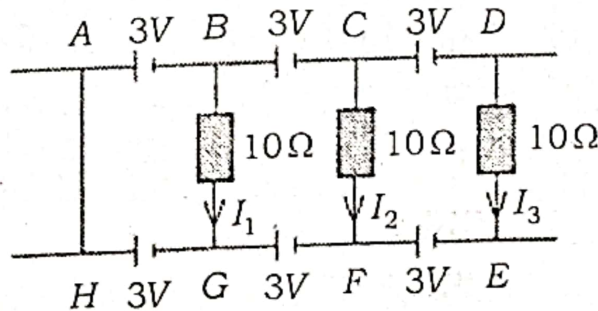 A 3V B 3V C 3V D
10Ω 10Ω 10Ω
I₁ I₂ I₃
H 3V G 3V F 3V E